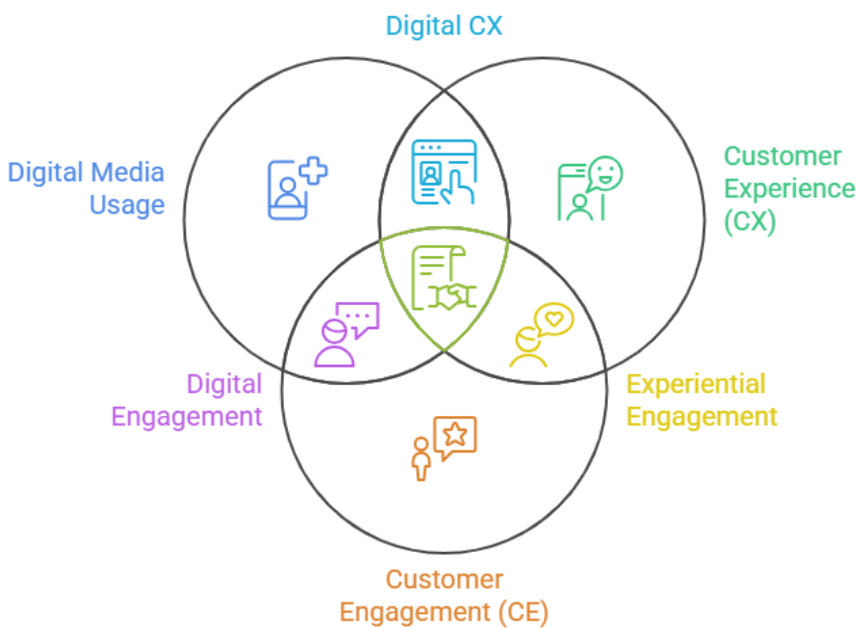 Digital CX
Digital Media
Usage
Customer
Experience
(CX)
Digital
Engagement
Experiential
Engagement
Customer
Engagement (CE)